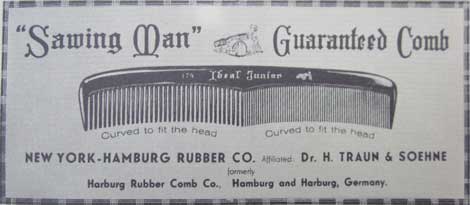 "Sawing Man" Guaranteed Comb
175 Ideal Junior
Curved to fit the head Curved to fit the head
NEW YORK-HAMBURG RUBBER CO. Affiliated: Dr. H. TRAUN & SOEHNE
formerly
Harburg Rubber Comb Co., Hamburg and Harburg, Germany.